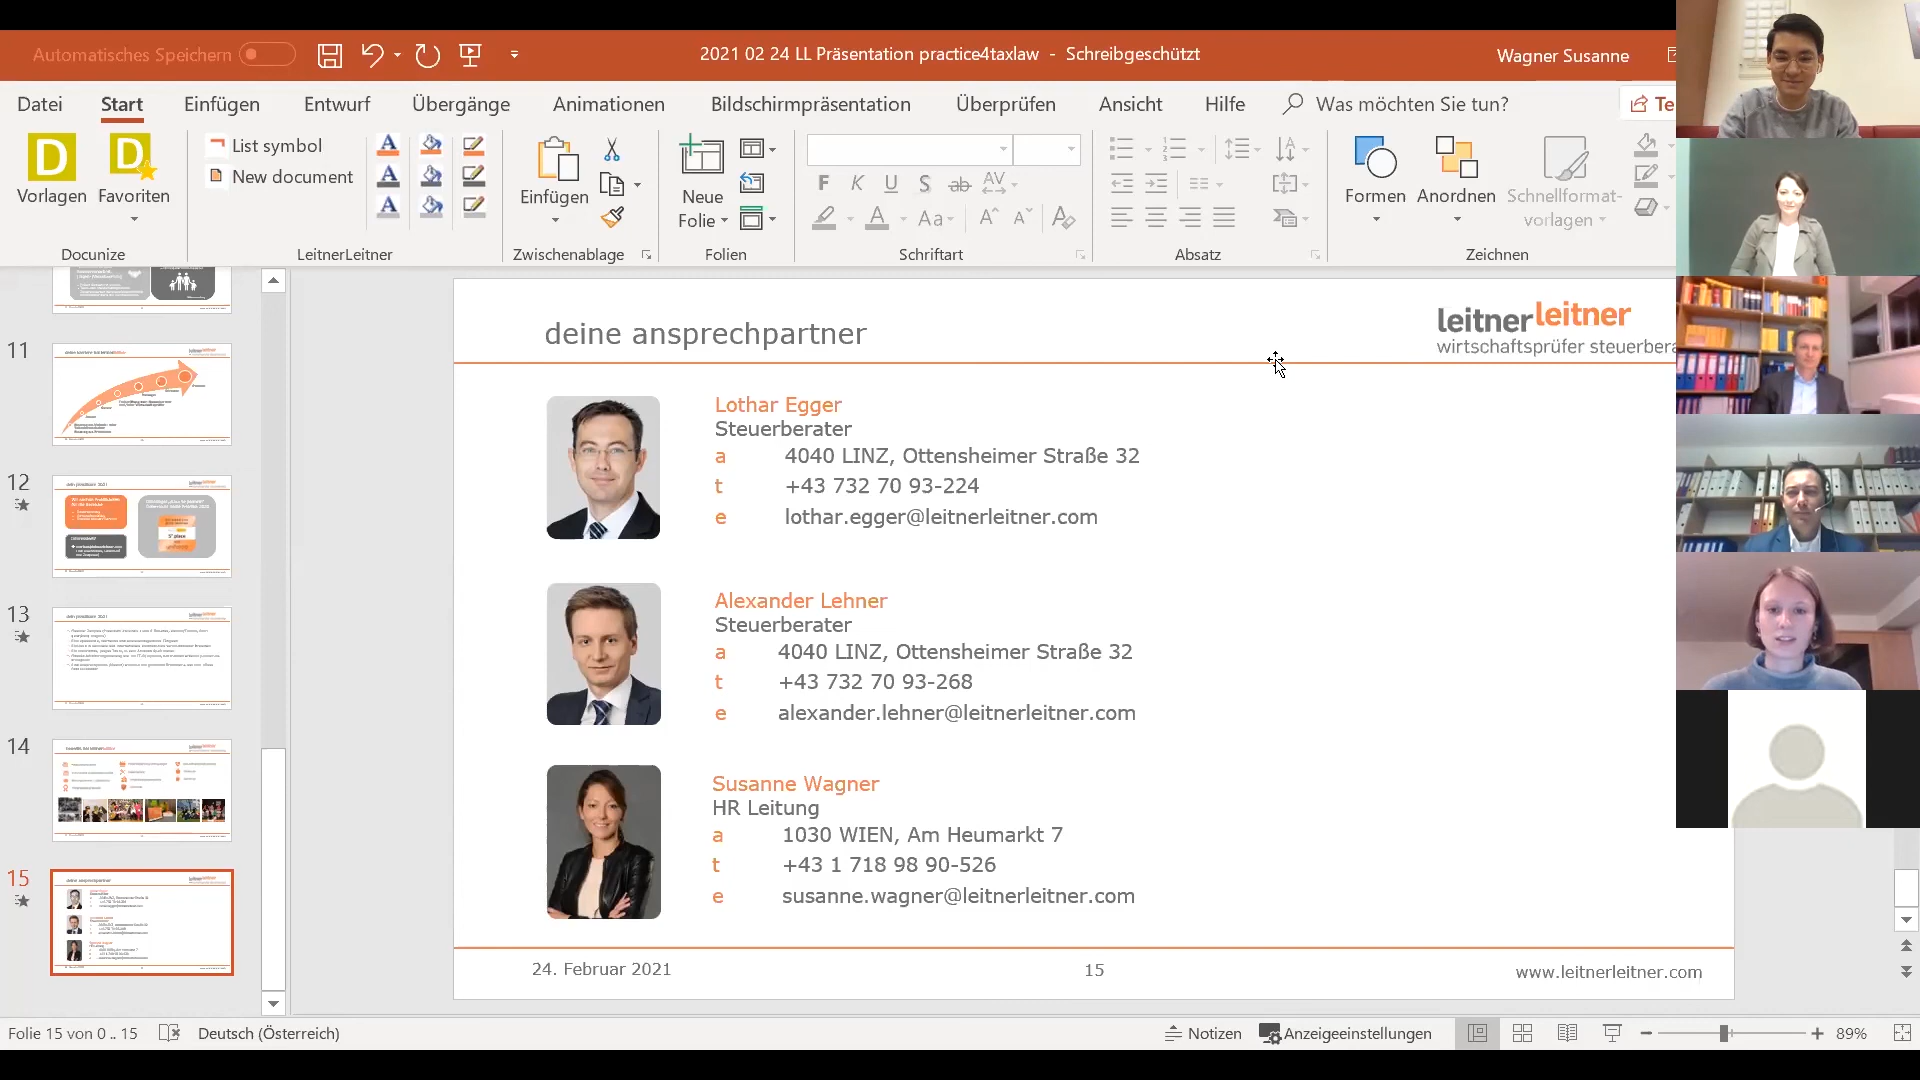 Automatisches Speichern
2021 02 24 LL Präsentation practice4taxlaw - Schreibgeschützt
Wagner Susanne
Datei Start Einfügen Entwurf Übergänge Animationen Bildschirmpräsentation Überprüfen Ansicht Hilfe Was möchten Sie tun? Te
Vorlagen
Favoriten
Docunize
List symbol
New document
LeitnerLeitner
Einfügen
Zwischenablage
Neue
Folie
Folien
F K U S ab AV
A Aa A A
Schriftart
Absatz
Formen
Anordnen
Schnellformat-
vorlagen
Zeichnen
11
12
13
14
15
deine ansprechpartner
leitnerleitner
wirtschaftsprüfer steuerbera
Lothar Egger
Steuerberater
a 4040 LINZ, Ottensheimer Straße 32
t +43 732 70 93-224
e lothar.egger@leitnerleitner.com
Alexander Lehner
Steuerberater
a 4040 LINZ, Ottensheimer Straße 32
t +43 732 70 93-268
e alexander.lehner@leitnerleitner.com
Susanne Wagner
HR Leitung
a 1030 WIEN, Am Heumarkt 7
t +43 1 718 98 90-526
e susanne.wagner@leitnerleitner.com
24. Februar 2021
15
www.leitnerleitner.com
Folie 15 von 0 .. 15
Deutsch (Österreich)
Notizen
Anzeigeeinstellungen
89%